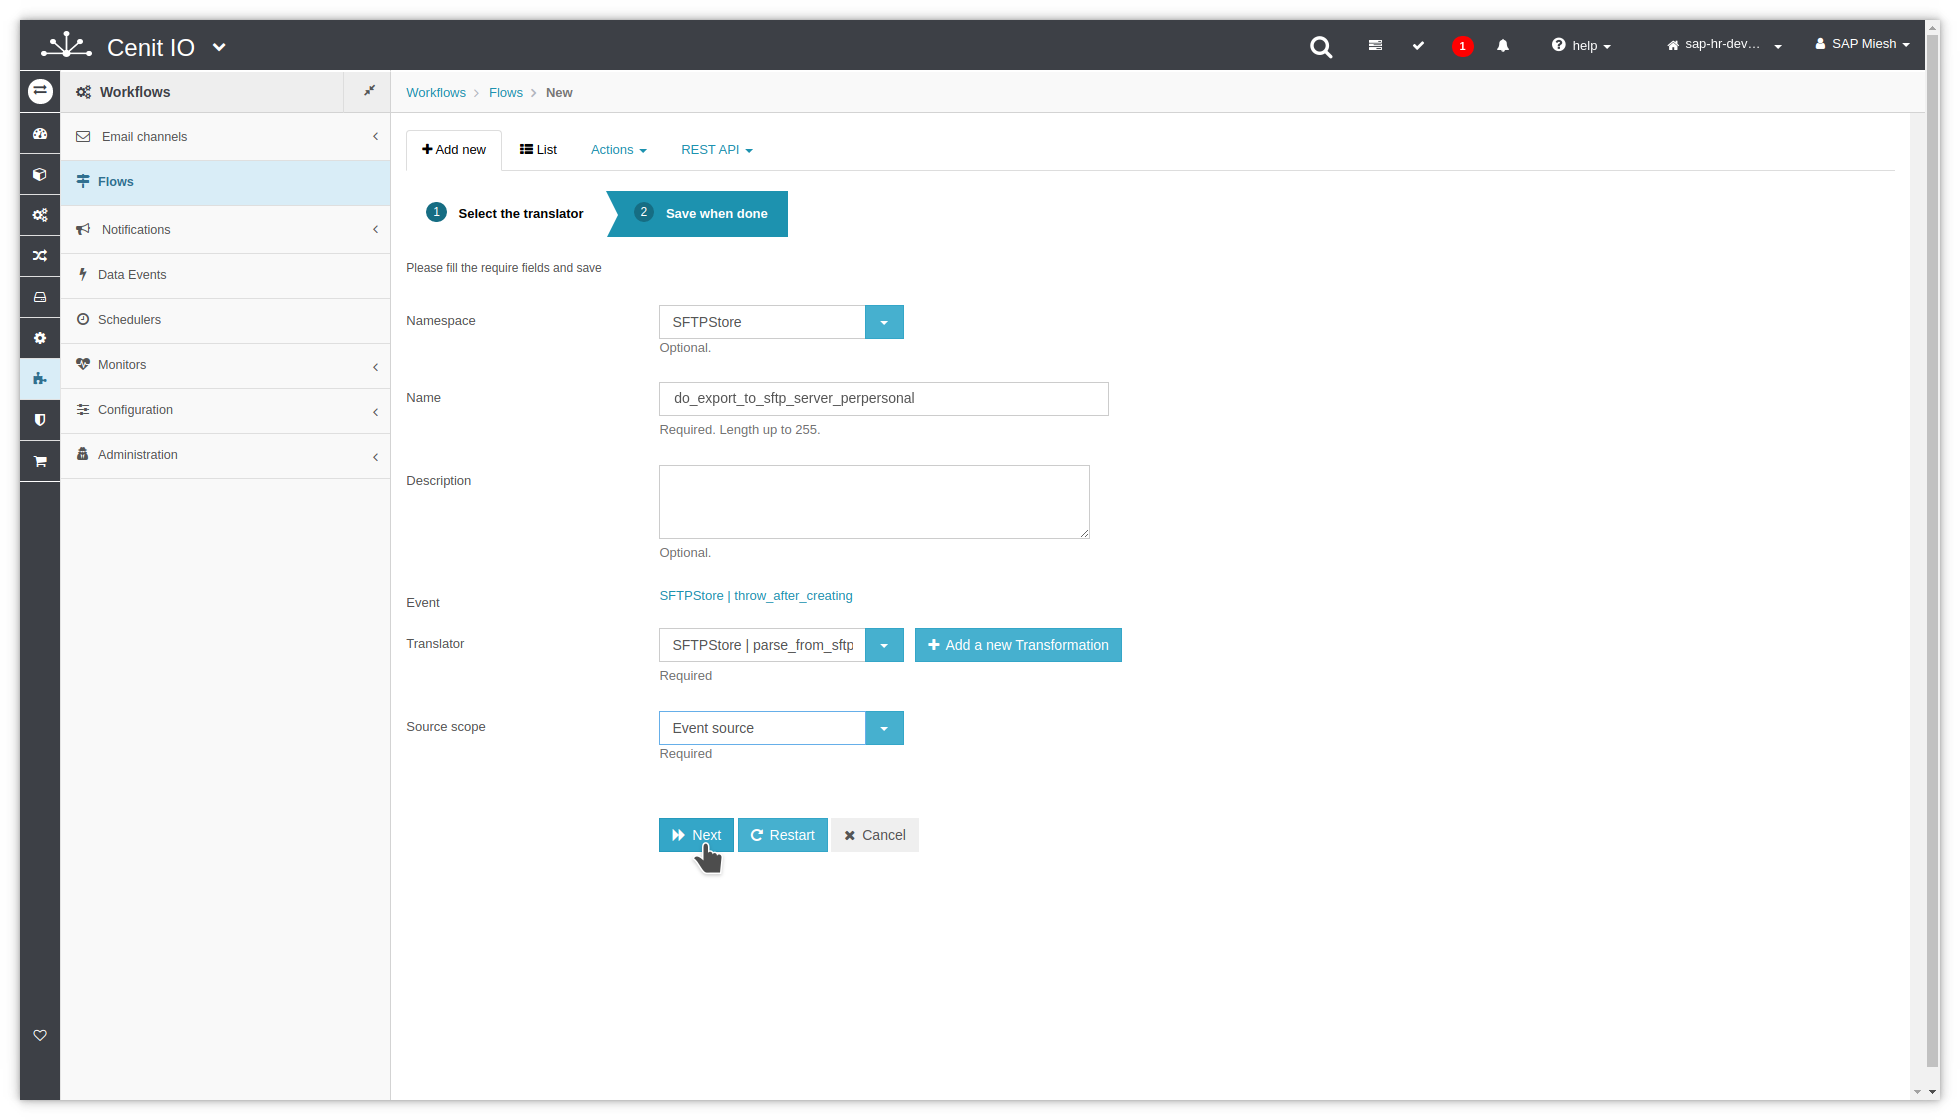 Cenit IO
1
help
sap-hr-dev...
SAP Miesh
Workflows
Workflows
Flows
New
Email channels
Flows
Notifications
Data Events
Schedulers
Monitors
Configuration
Administration
Add new
List
Actions
REST API
1 Select the translator
2 Save when done
Please fill the require fields and save
Namespace
SFTPStore
Optional.
Name
do_export_to_sftp_server_perpersonal
Required. Length up to 255.
Description
Optional.
Event
SFTPStore | throw_after_creating
Translator
SFTPStore | parse_from_sftp
Add a new Transformation
Required
Source scope
Event source
Required
Next
Restart
Cancel